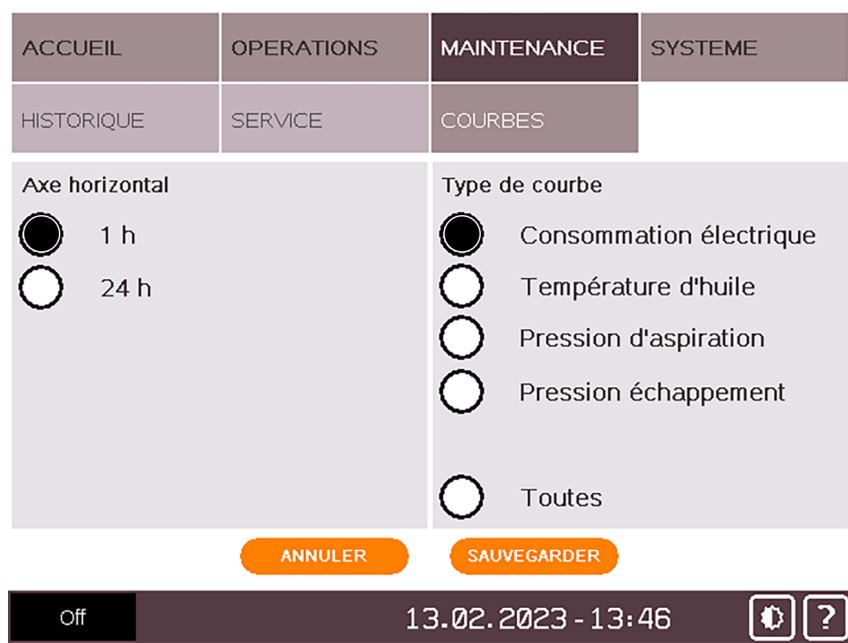 ACCUEIL OPERATIONS MAINTENANCE SYSTEME
HISTORIQUE SERVICE COURBES
Axe horizontal
1 h
24 h
Type de courbe
Consommation électrique
Température d'huile
Pression d'aspiration
Pression échappement
Toutes
ANNULER SAUVEGARDER
Off 13.02.2023 - 13:46 ?